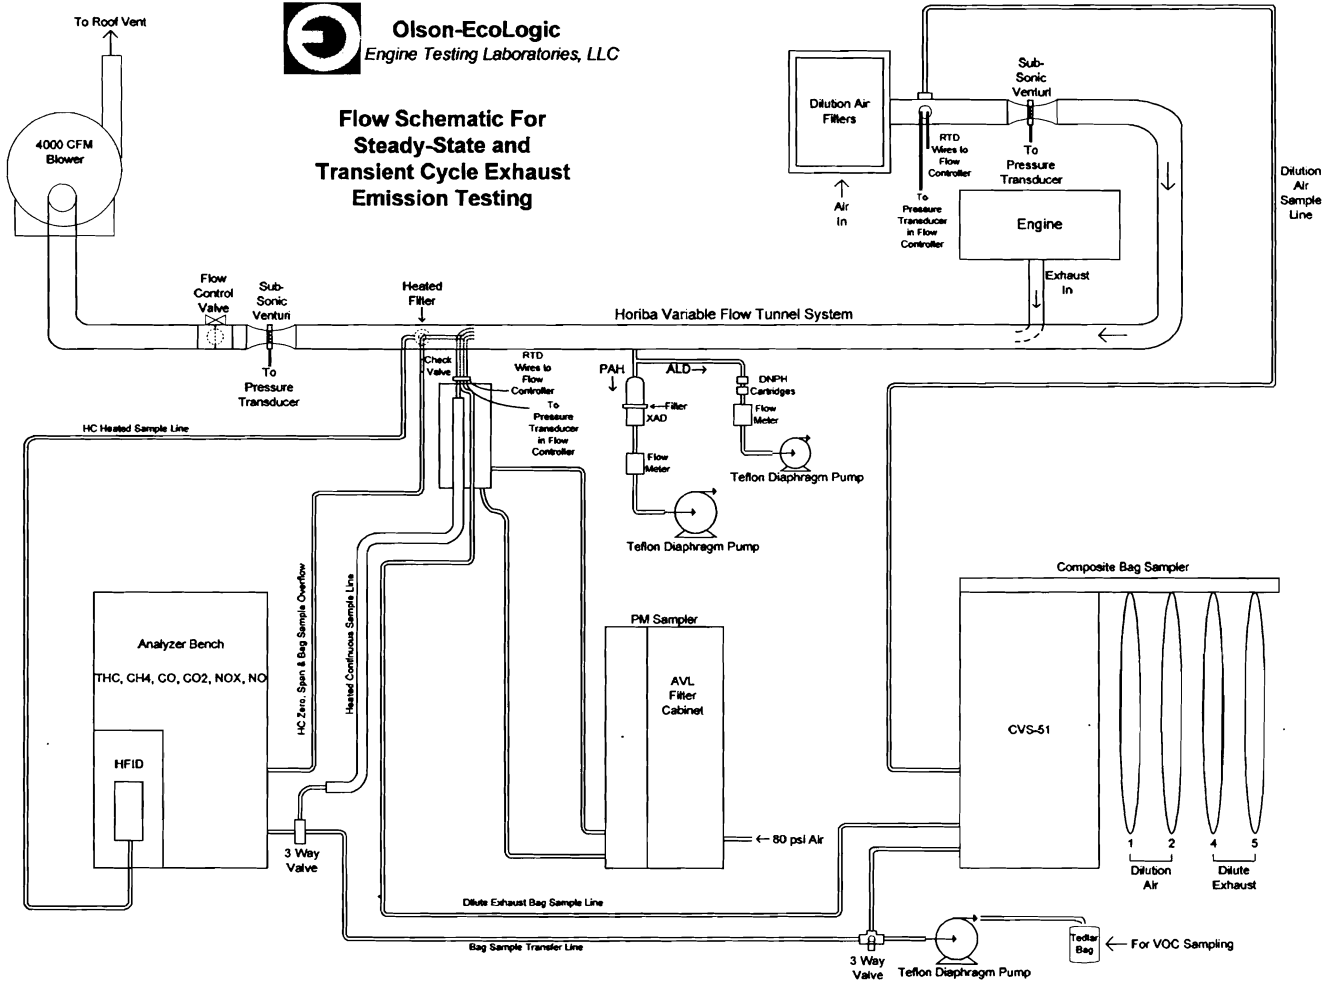 To Roof Vent
Olson-EcoLogic
Engine Testing Laboratories, LLC
Flow Schematic For
Steady-State and
Transient Cycle Exhaust
Emission Testing
4000 CFM
Blower
Dilution Air
Filters
Air
In
Sub-
Sonic
Venturi
To
Pressure
Transducer
RTD
Wires to
Flow
Controller
To
Pressure
Transducer
in Flow
Controller
Engine
Exhaust
In
Dilution
Air
Sample
Line
Flow
Control
Valve
Sub-
Sonic
Venturi
To
Pressure
Transducer
Heated
Filter
Horiba Variable Flow Tunnel System
Check
Valve
RTD
Wires to
Flow
Controller
To
Pressure
Transducer
in Flow
Controller
PAH
ALD
Filter
XAD
Flow
Meter
Teflon Diaphragm Pump
DNPH
Cartridges
Flow
Meter
Teflon Diaphragm Pump
HC Heated Sample Line
HC Zero, Span & Bag Sample Overflow
Heated Continuous Sample Line
Analyzer Bench
THC, CH4, CO, CO2, NOX, NO
HFID
3 Way
Valve
PM Sampler
AVL
Filter
Cabinet
80 psi Air
Composite Bag Sampler
CVS-51
1 2 4 5
Dilution
Air
Dilute
Exhaust
Dilute Exhaust Bag Sample Line
Bag Sample Transfer Line
3 Way
Valve
Teflon Diaphragm Pump
Tedlar
Bag
For VOC Sampling